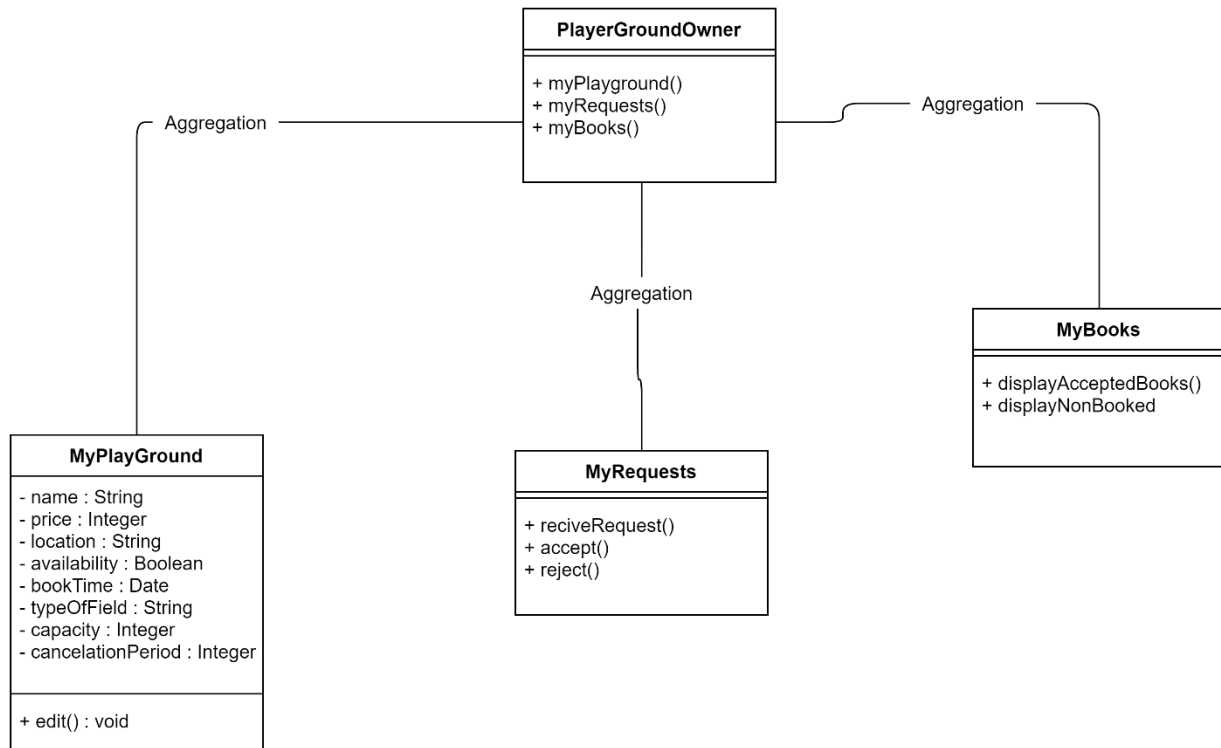 PlayerGroundOwner
+ myPlayground()
+ myRequests()
+ myBooks()
Aggregation
Aggregation
Aggregation
MyBooks
+ displayAcceptedBooks()
+ displayNonBooked
MyPlayGround
- name : String
- price : Integer
- location : String
- availability : Boolean
- bookTime : Date
- typeOfField : String
- capacity : Integer
- cancelationPeriod : Integer
+ edit() : void
MyRequests
+ reciveRequest()
+ accept()
+ reject()